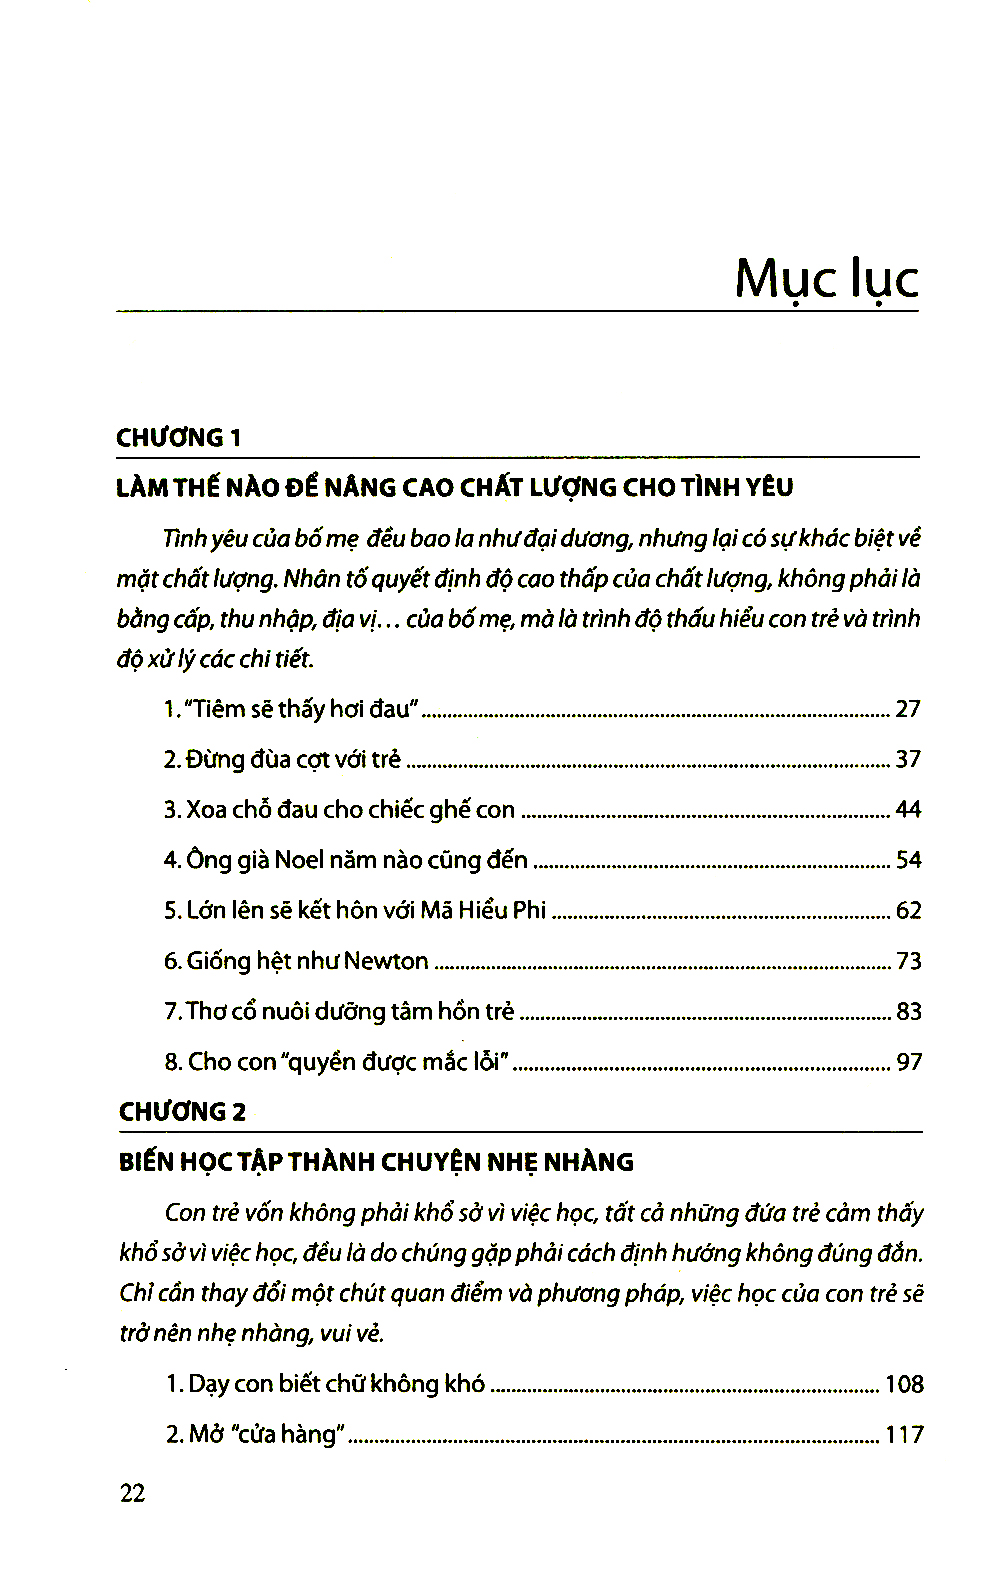 Mục lục
CHƯƠNG 1
LÀM THẾ NÀO ĐỂ NÂNG CAO CHẤT LƯỢNG CHO TÌNH YÊU
Tình yêu của bố mẹ đều bao la như đại dương, nhưng lại có sự khác biệt về
mặt chất lượng. Nhân tố quyết định độ cao thấp của chất lượng, không phải là
bằng cấp, thu nhập, địa vị... của bố mẹ, mà là trình độ thấu hiểu con trẻ và trình
độ xử lý các chi tiết.
1. "Tiêm sẽ thấy hơi đau" ........ 27
2. Đừng đùa cợt với trẻ ........ 37
3. Xoa chỗ đau cho chiếc ghế con ........ 44
4. Ông già Noel năm nào cũng đến ........ 54
5. Lớn lên sẽ kết hôn với Mã Hiểu Phi ........ 62
6. Giống hệt như Newton ........ 73
7. Thơ cổ nuôi dưỡng tâm hồn trẻ ........ 83
8. Cho con "quyền được mắc lỗi" ........ 97
CHƯƠNG 2
BIẾN HỌC TẬP THÀNH CHUYỆN NHẸ NHÀNG
Con trẻ vốn không phải khổ sở vì việc học, tất cả những đứa trẻ cảm thấy
khổ sở vì việc học, đều là do chúng gặp phải cách định hướng không đúng đắn.
Chỉ cần thay đổi một chút quan điểm và phương pháp, việc học của con trẻ sẽ
trở nên nhẹ nhàng, vui vẻ.
1. Dạy con biết chữ không khó ........ 108
2. Mở "cửa hàng" ........ 117
22